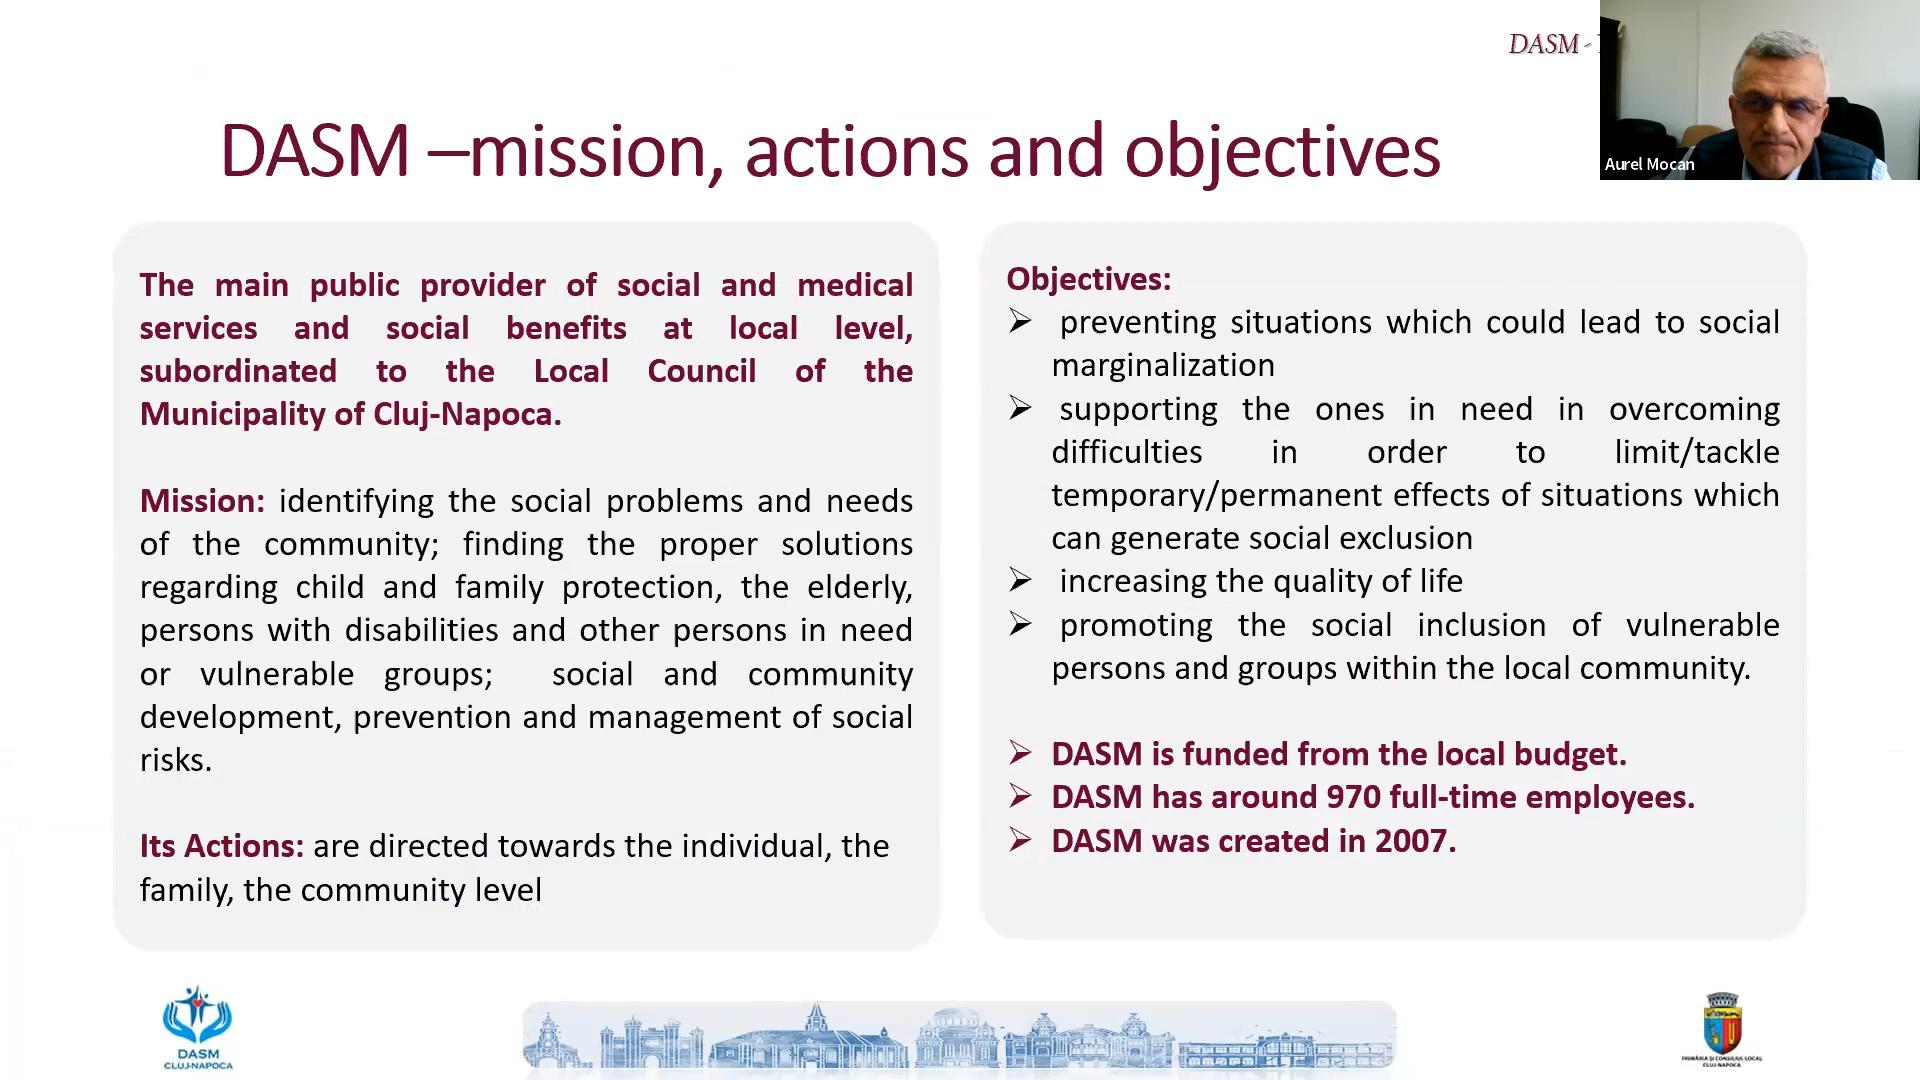 DASM -
Aurel Mocan
DASM –mission, actions and objectives
The main public provider of social and medical
services and social benefits at local level,
subordinated to the Local Council of the
Municipality of Cluj-Napoca.
Mission: identifying the social problems and needs
of the community; finding the proper solutions
regarding child and family protection, the elderly,
persons with disabilities and other persons in need
or vulnerable groups; social and community
development, prevention and management of social
risks.
Its Actions: are directed towards the individual, the
family, the community level
Objectives:
➢ preventing situations which could lead to social
marginalization
➢ supporting the ones in need in overcoming
difficulties in order to limit/tackle
temporary/permanent effects of situations which
can generate social exclusion
➢ increasing the quality of life
➢ promoting the social inclusion of vulnerable
persons and groups within the local community.
➢ DASM is funded from the local budget.
➢ DASM has around 970 full-time employees.
➢ DASM was created in 2007.
DASM
CLUJ-NAPOCA
PRIMĂRIA ȘI CONSILIUL LOCAL
CLUJ-NAPOCA